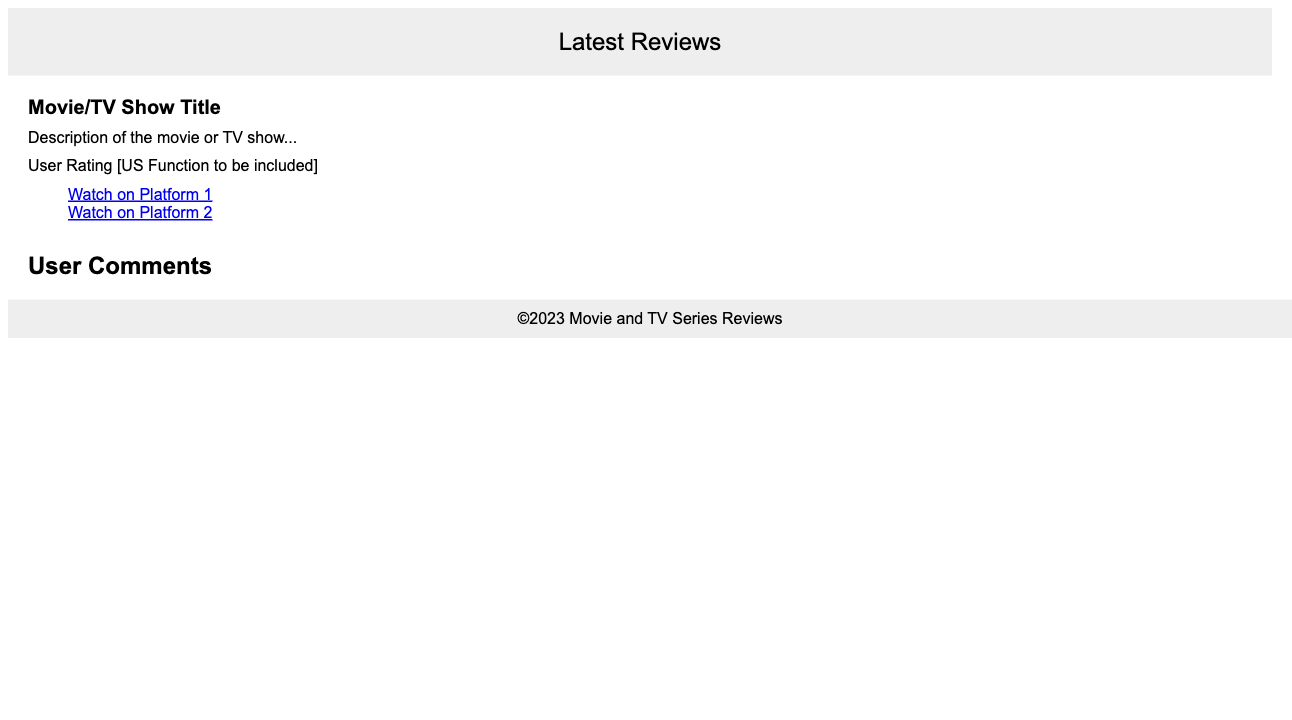 Latest Reviews
Movie/TV Show Title
Description of the movie or TV show...
User Rating [US Function to be included]
Watch on Platform 1
Watch on Platform 2
User Comments
©2023 Movie and TV Series Reviews